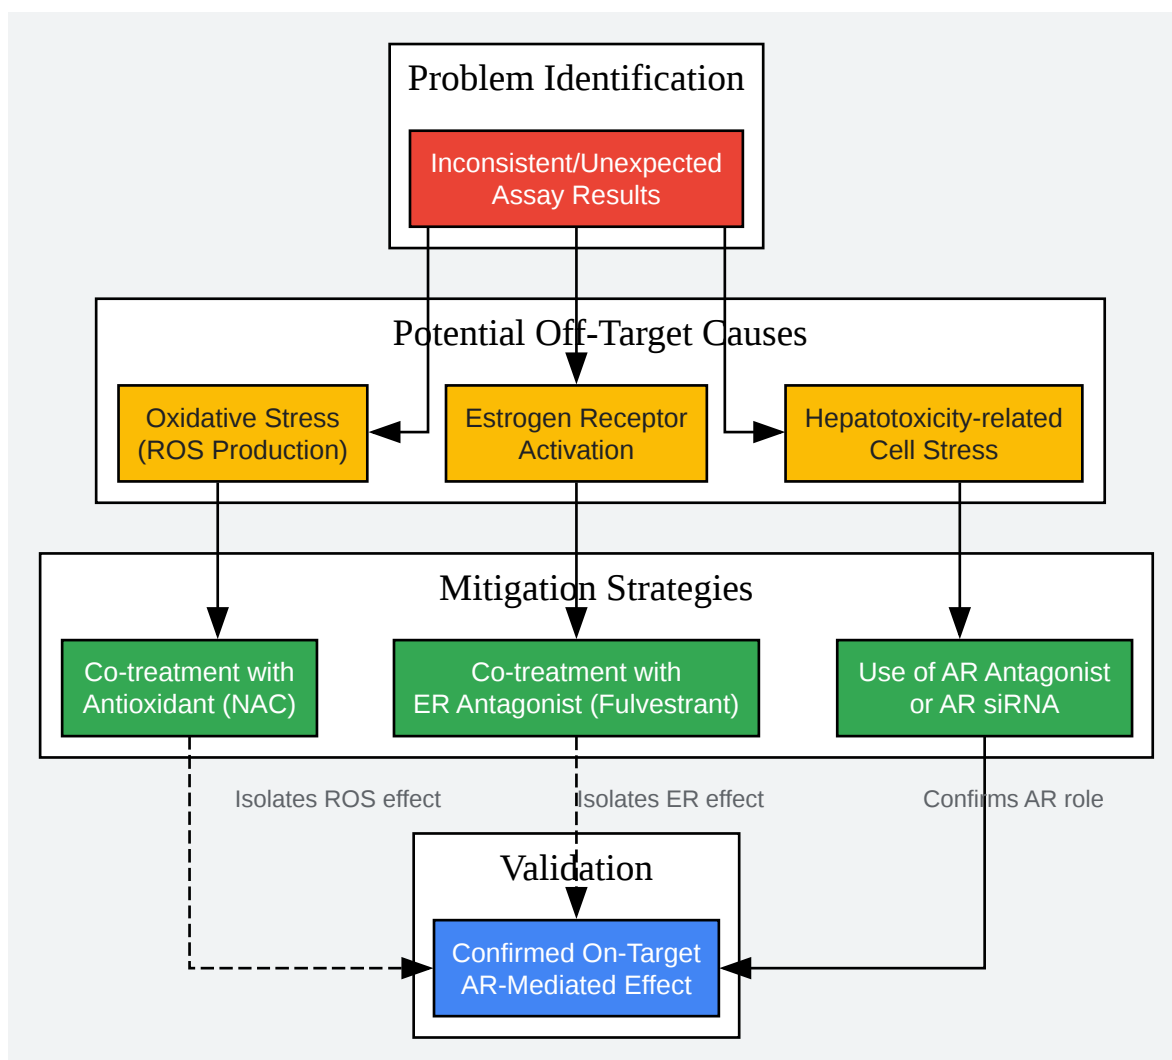 Problem Identification
Inconsistent/Unexpected
Assay Results
Potential Off-Target Causes
Oxidative Stress
(ROS Production)
Estrogen Receptor
Activation
Hepatotoxicity-related
Cell Stress
Mitigation Strategies
Co-treatment with
Antioxidant (NAC)
Co-treatment with
ER Antagonist (Fulvestrant)
Use of AR Antagonist
or AR siRNA
Isolates ROS effect
Isolates ER effect
Confirms AR role
Validation
Confirmed On-Target
AR-Mediated Effect